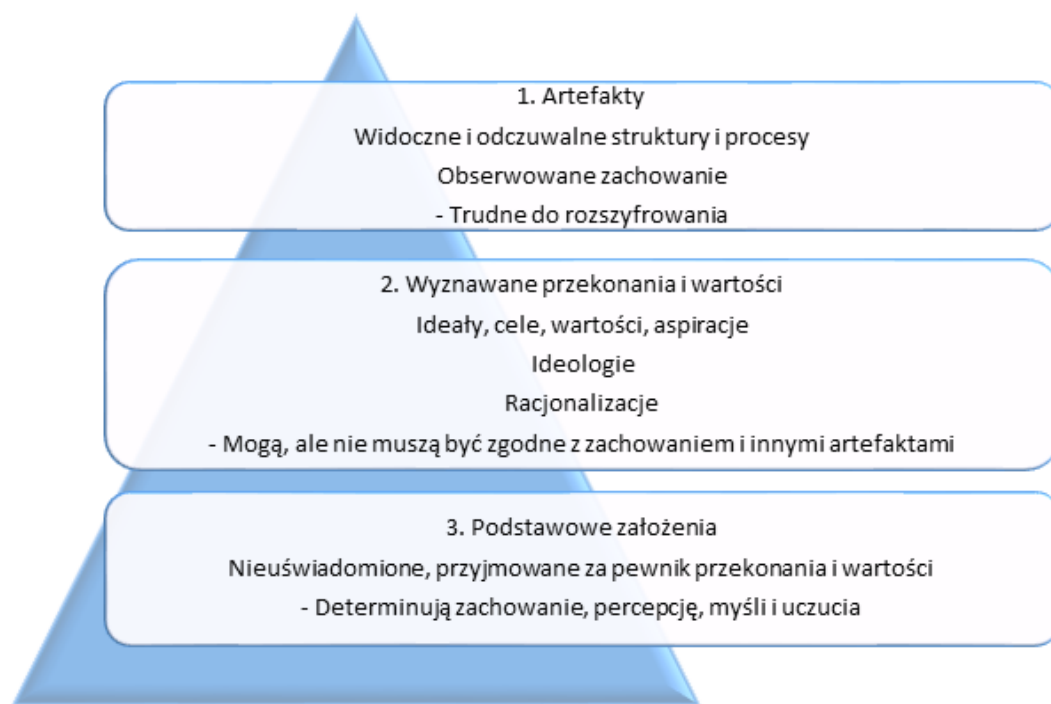 1. Artefakty
Widoczne i odczuwalne struktury i procesy
Obserwowane zachowanie
- Trudne do rozszyfrowania
2. Wyznawane przekonania i wartości
Ideały, cele, wartości, aspiracje
Ideologie
Racjonalizacje
- Mogą, ale nie muszą być zgodne z zachowaniem i innymi artefaktami
3. Podstawowe założenia
Nieuświadomione, przyjmowane za pewnik przekonania i wartości
- Determinują zachowanie, percepcję, myśli i uczucia